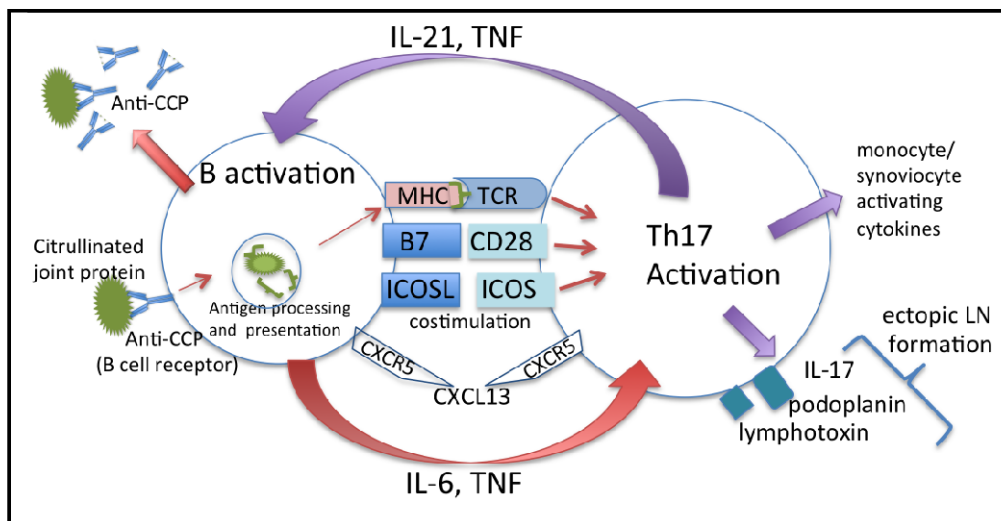 IL-21, TNF
Anti-CCP
B activation
MHC
TCR
B7
CD28
ICOSL
ICOS
costimulation
Citrullinated
joint protein
Antigen processing
and presentation
Anti-CCP
(B cell receptor)
CXCR5
CXCR5
CXCL13
Th17
Activation
monocyte/
synoviocyte
activating
cytokines
ectopic LN
formation
IL-17
podoplanin
lymphotoxin
IL-6, TNF